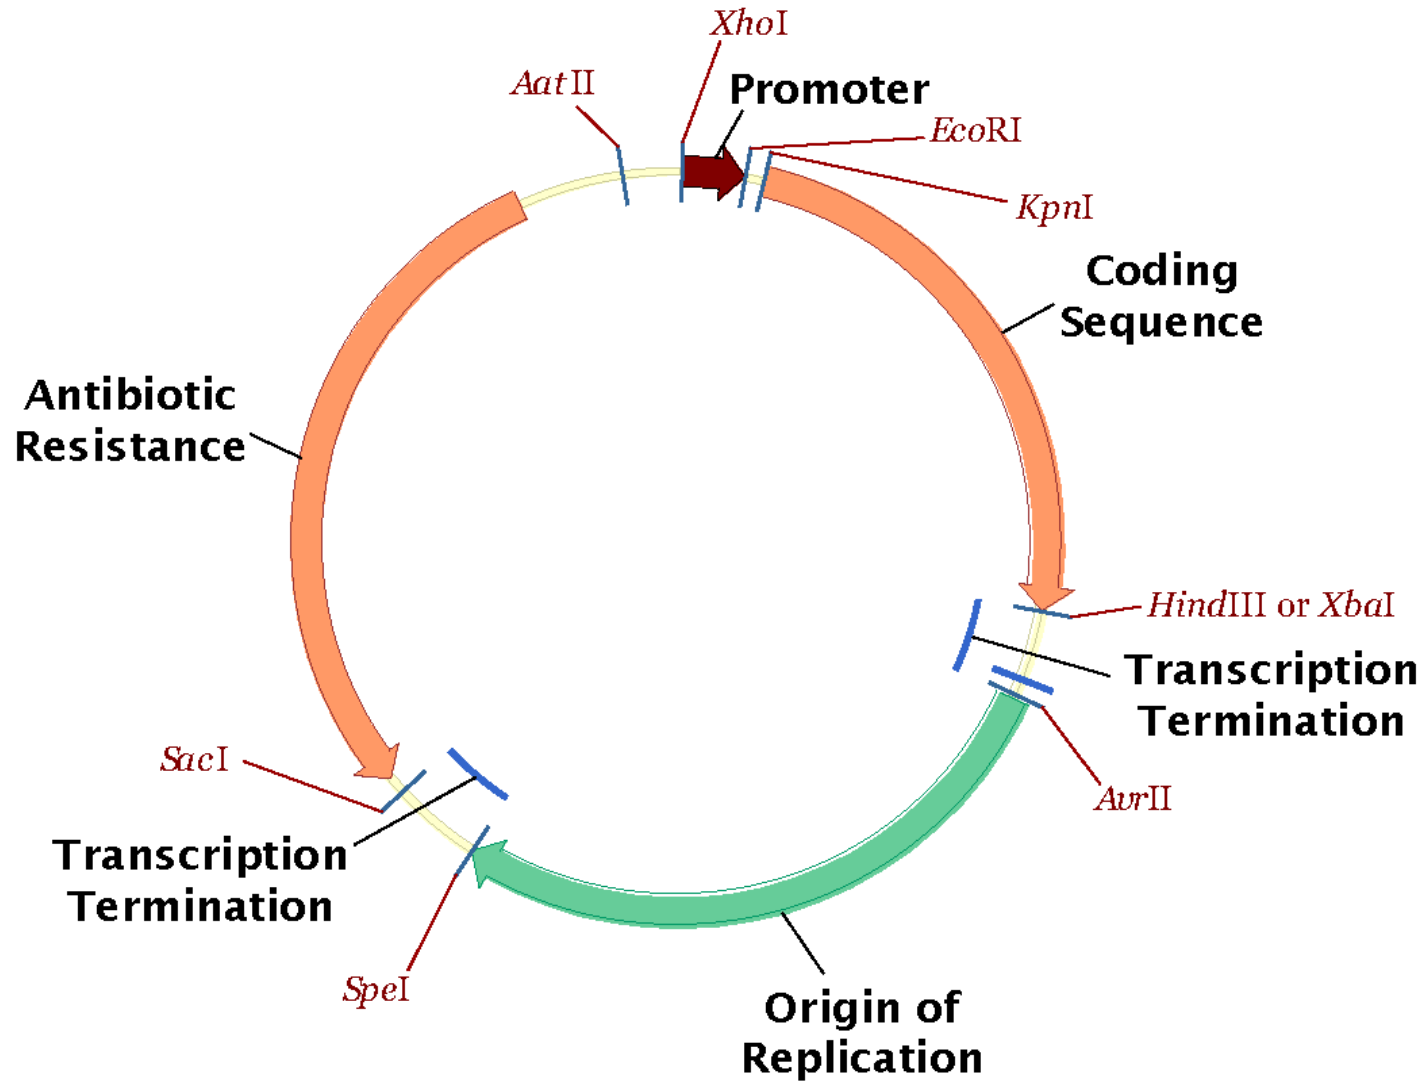 XhoI
AatII
Promoter
EcoRI
KpnI
Coding
Sequence
Antibiotic
Resistance
HindIII or XbaI
Transcription
Termination
SacI
AvrII
Transcription
Termination
SpeI
Origin of
Replication